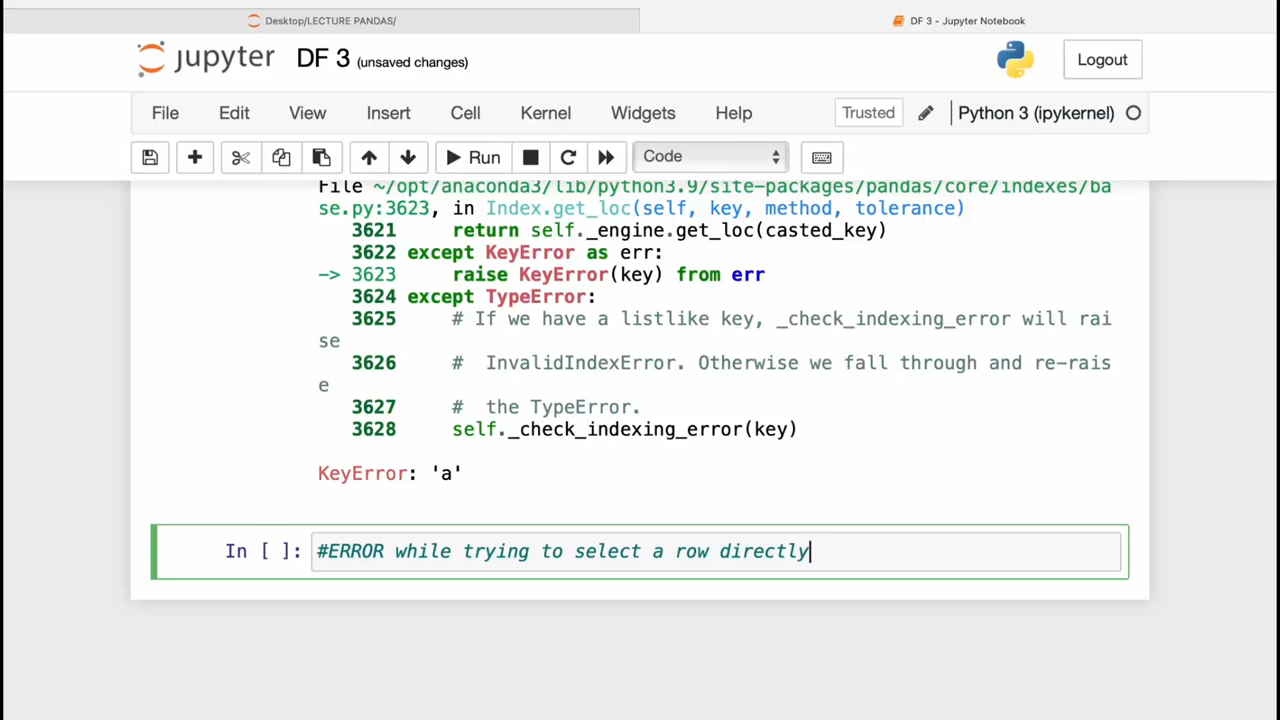 Desktop/LECTURE PANDAS/
DF 3 - Jupyter Notebook
jupyter DF 3 (unsaved changes)
Logout
File Edit View Insert Cell Kernel Widgets Help Trusted Python 3 (ipykernel)
Run Code
File ~/opt/anaconda3/lib/python3.9/site-packages/pandas/core/indexes/ba
se.py:3623, in Index.get_loc(self, key, method, tolerance)
3621 return self._engine.get_loc(casted_key)
3622 except KeyError as err:
-> 3623 raise KeyError(key) from err
3624 except TypeError:
3625 # If we have a listlike key, _check_indexing_error will rai
se
3626 # InvalidIndexError. Otherwise we fall through and re-rais
e
3627 # the TypeError.
3628 self._check_indexing_error(key)
KeyError: 'a'
In [ ]: #ERROR while trying to select a row directly